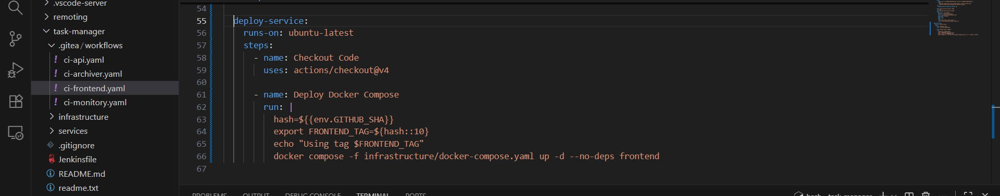 .vscode-server
remoting
task-manager
.gitea / workflows
! ci-api.yaml
! ci-archiver.yaml
! ci-frontend.yaml
! ci-monitory.yaml
infrastructure
services
.gitignore
Jenkinsfile
README.md
readme.txt
54
55 deploy-service:
56 runs-on: ubuntu-latest
57 steps:
58 - name: Checkout Code
59 uses: actions/checkout@v4
60
61 - name: Deploy Docker Compose
62 run: |
63 hash=${{env.GITHUB_SHA}}
64 export FRONTEND_TAG=${hash::10}
65 echo "Using tag $FRONTEND_TAG"
66 docker compose -f infrastructure/docker-compose.yaml up -d --no-deps frontend
67
PROBLEMS OUTPUT DEBUG CONSOLE TERMINAL PORTS
bash - task-manager